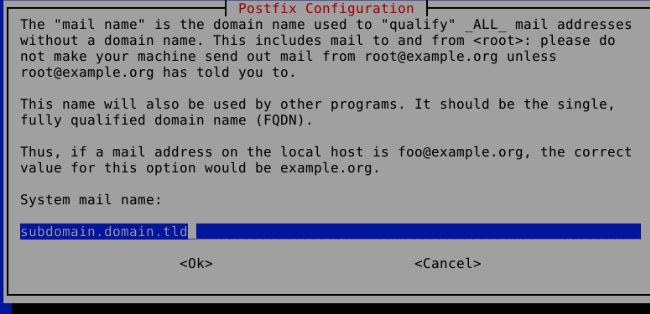 Postfix Configuration
The "mail name" is the domain name used to "qualify" _ALL_ mail addresses
without a domain name. This includes mail to and from <root>: please do
not make your machine send out mail from root@example.org unless
root@example.org has told you to.
This name will also be used by other programs. It should be the single,
fully qualified domain name (FQDN).
Thus, if a mail address on the local host is foo@example.org, the correct
value for this option would be example.org.
System mail name:
subdomain.domain.tld_
<Ok> <Cancel>